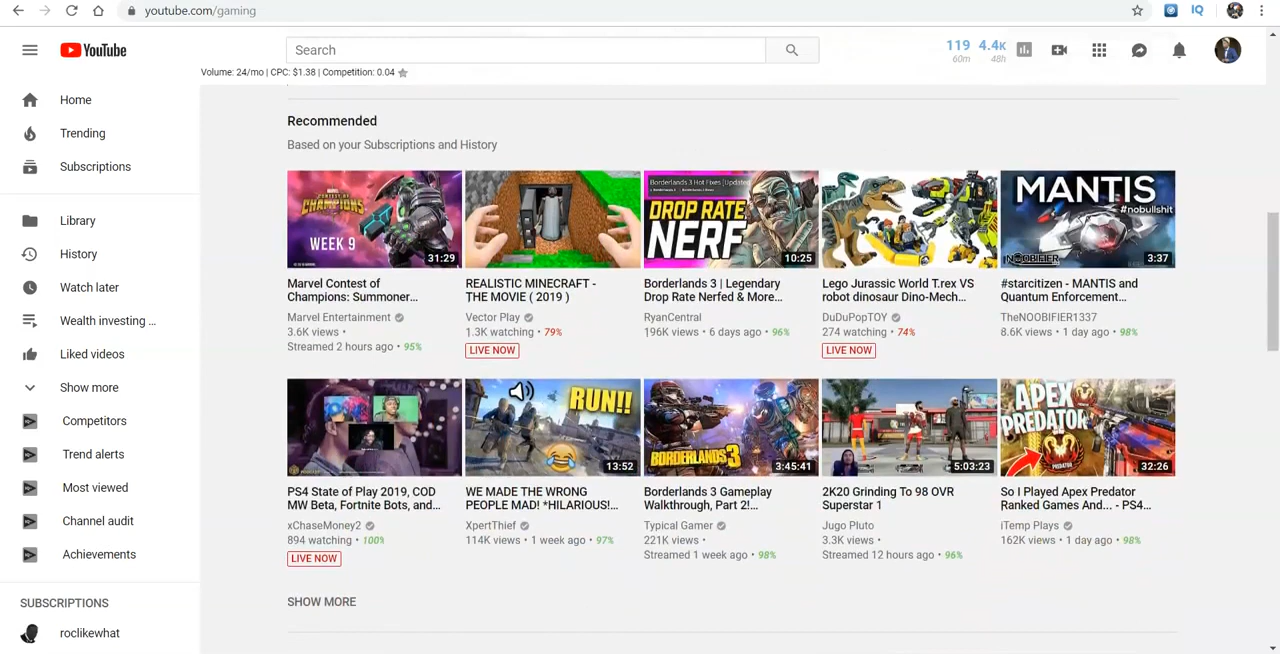 youtube.com/gaming
IQ
YouTube
Search
119 4.4K
60m 48h
Volume: 24/mo | CPC: $1.38 | Competition: 0.04
Home
Trending
Subscriptions
Library
History
Watch later
Wealth investing ...
Liked videos
Show more
Competitors
Trend alerts
Most viewed
Channel audit
Achievements
SUBSCRIPTIONS
roclikewhat
Recommended
Based on your Subscriptions and History
MARVEL
CONTEST OF
CHAMPIONS
WEEK 9
31:29
Marvel Contest of
Champions: Summoner...
Marvel Entertainment
3.6K views •
Streamed 2 hours ago • 95%
REALISTIC MINECRAFT -
THE MOVIE ( 2019 )
Vector Play
1.3K watching • 79%
LIVE NOW
Borderlands 3 Hot Fixes [Updated
DROP RATE
NERF
10:25
Borderlands 3 | Legendary
Drop Rate Nerfed & More...
RyanCentral
196K views • 6 days ago • 96%
Lego Jurassic World T.rex VS
robot dinosaur Dino-Mech...
DuDuPopTOY
274 watching • 74%
LIVE NOW
MANTIS
#nobullshit
NOOBIFIER
3:37
#starcitizen - MANTIS and
Quantum Enforcement...
TheNOOBIFIER1337
8.6K views • 1 day ago • 98%
PS4 State of Play 2019, COD
MW Beta, Fortnite Bots, and...
xChaseMoney2
894 watching • 100%
LIVE NOW
RUN!!
13:52
WE MADE THE WRONG
PEOPLE MAD! *HILARIOUS!...
XpertThief
114K views • 1 week ago • 97%
BORDERLANDS 3
3:45:41
Borderlands 3 Gameplay
Walkthrough, Part 2!...
Typical Gamer
221K views •
Streamed 1 week ago • 98%
5:03:23
2K20 Grinding To 98 OVR
Superstar 1
Jugo Pluto
3.3K views •
Streamed 12 hours ago • 96%
APEX
PREDATOR
PREDATOR
32:26
So I Played Apex Predator
Ranked Games And... - PS4...
iTemp Plays
162K views • 1 day ago • 98%
SHOW MORE